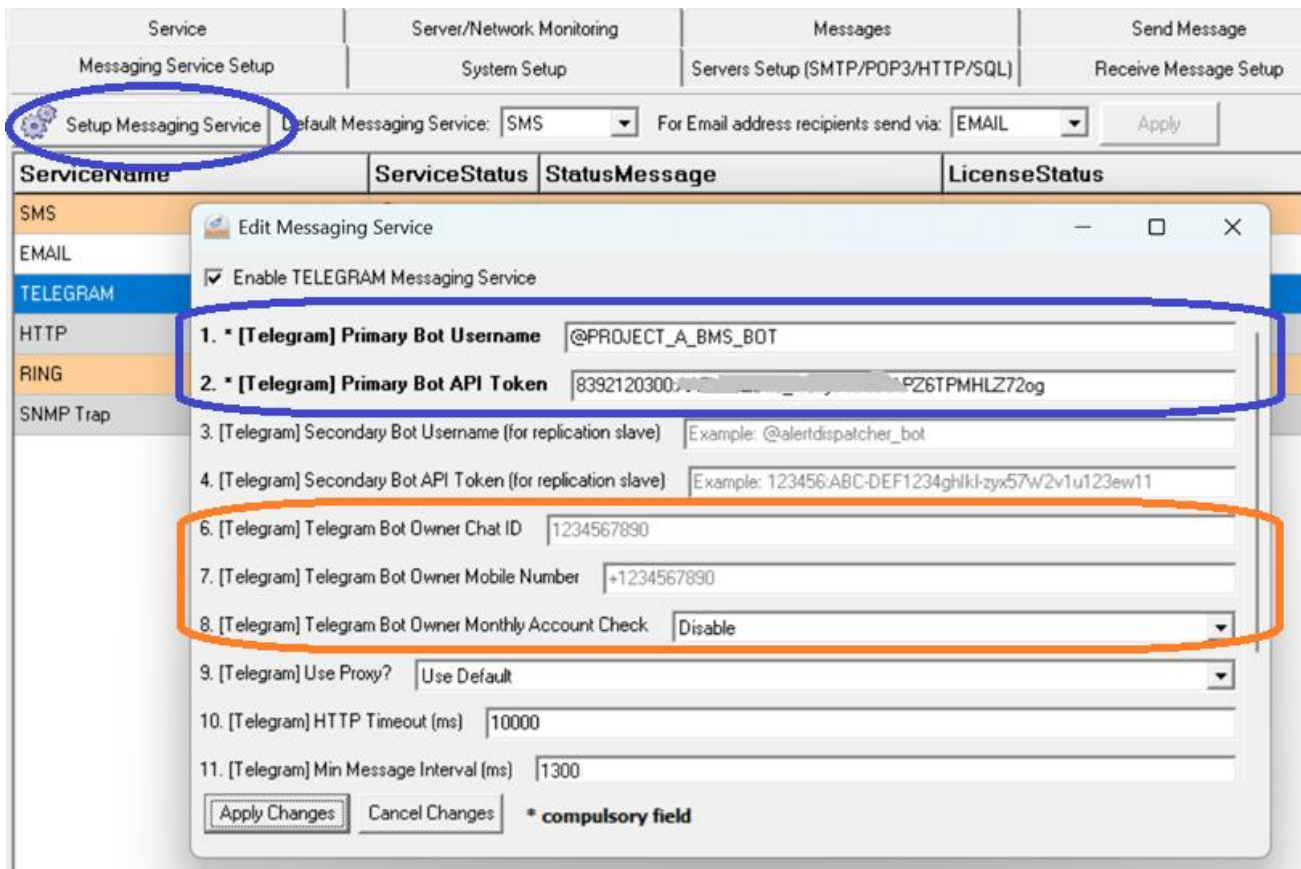 Service Server/Network Monitoring Messages Send Message
Messaging Service Setup System Setup Servers Setup (SMTP/POP3/HTTP/SQL) Receive Message Setup
Setup Messaging Service Default Messaging Service: SMS For Email address recipients send via: EMAIL Apply
ServiceName ServiceStatus StatusMessage LicenseStatus
SMS
Edit Messaging Service
EMAIL
Enable TELEGRAM Messaging Service
TELEGRAM
HTTP
1. * [Telegram] Primary Bot Username @PROJECT_A_BMS_BOT
RING
2. * [Telegram] Primary Bot API Token 8392120300: PZ6TPMHLZ72og
SNMP Trap
3. [Telegram] Secondary Bot Username (for replication slave) Example: @alertdispatcher_bot
4. [Telegram] Secondary Bot API Token (for replication slave) Example: 123456:ABC-DEF1234ghIkl-zyx57W2v1u123ew11
6. [Telegram] Telegram Bot Owner Chat ID 1234567890
7. [Telegram] Telegram Bot Owner Mobile Number +1234567890
8. [Telegram] Telegram Bot Owner Monthly Account Check Disable
9. [Telegram] Use Proxy? Use Default
10. [Telegram] HTTP Timeout (ms) 10000
11. [Telegram] Min Message Interval (ms) 1300
Apply Changes Cancel Changes * compulsory field